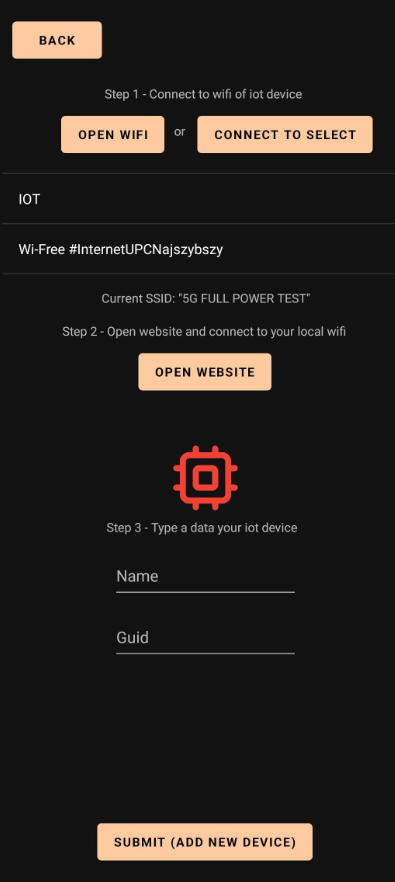 BACK
Step 1 - Connect to wifi of iot device
OPEN WIFI or CONNECT TO SELECT
IOT
Wi-Free #InternetUPCNajszybszy
Current SSID: "5G FULL POWER TEST"
Step 2 - Open website and connect to your local wifi
OPEN WEBSITE
Step 3 - Type a data your iot device
Name
Guid
SUBMIT (ADD NEW DEVICE)